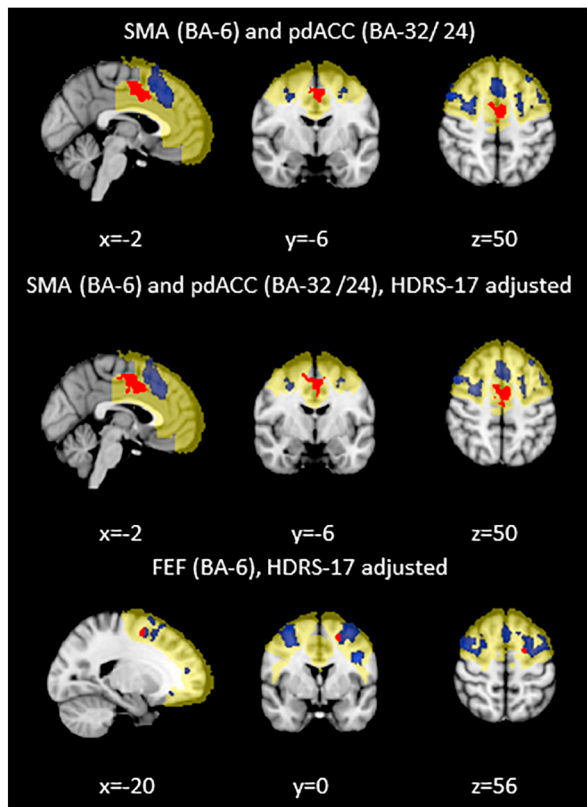 SMA (BA-6) and pdACC (BA-32/ 24)
x=-2 y=-6 z=50
SMA (BA-6) and pdACC (BA-32 /24), HDRS-17 adjusted
x=-2 y=-6 z=50
FEF (BA-6), HDRS-17 adjusted
x=-20 y=0 z=56